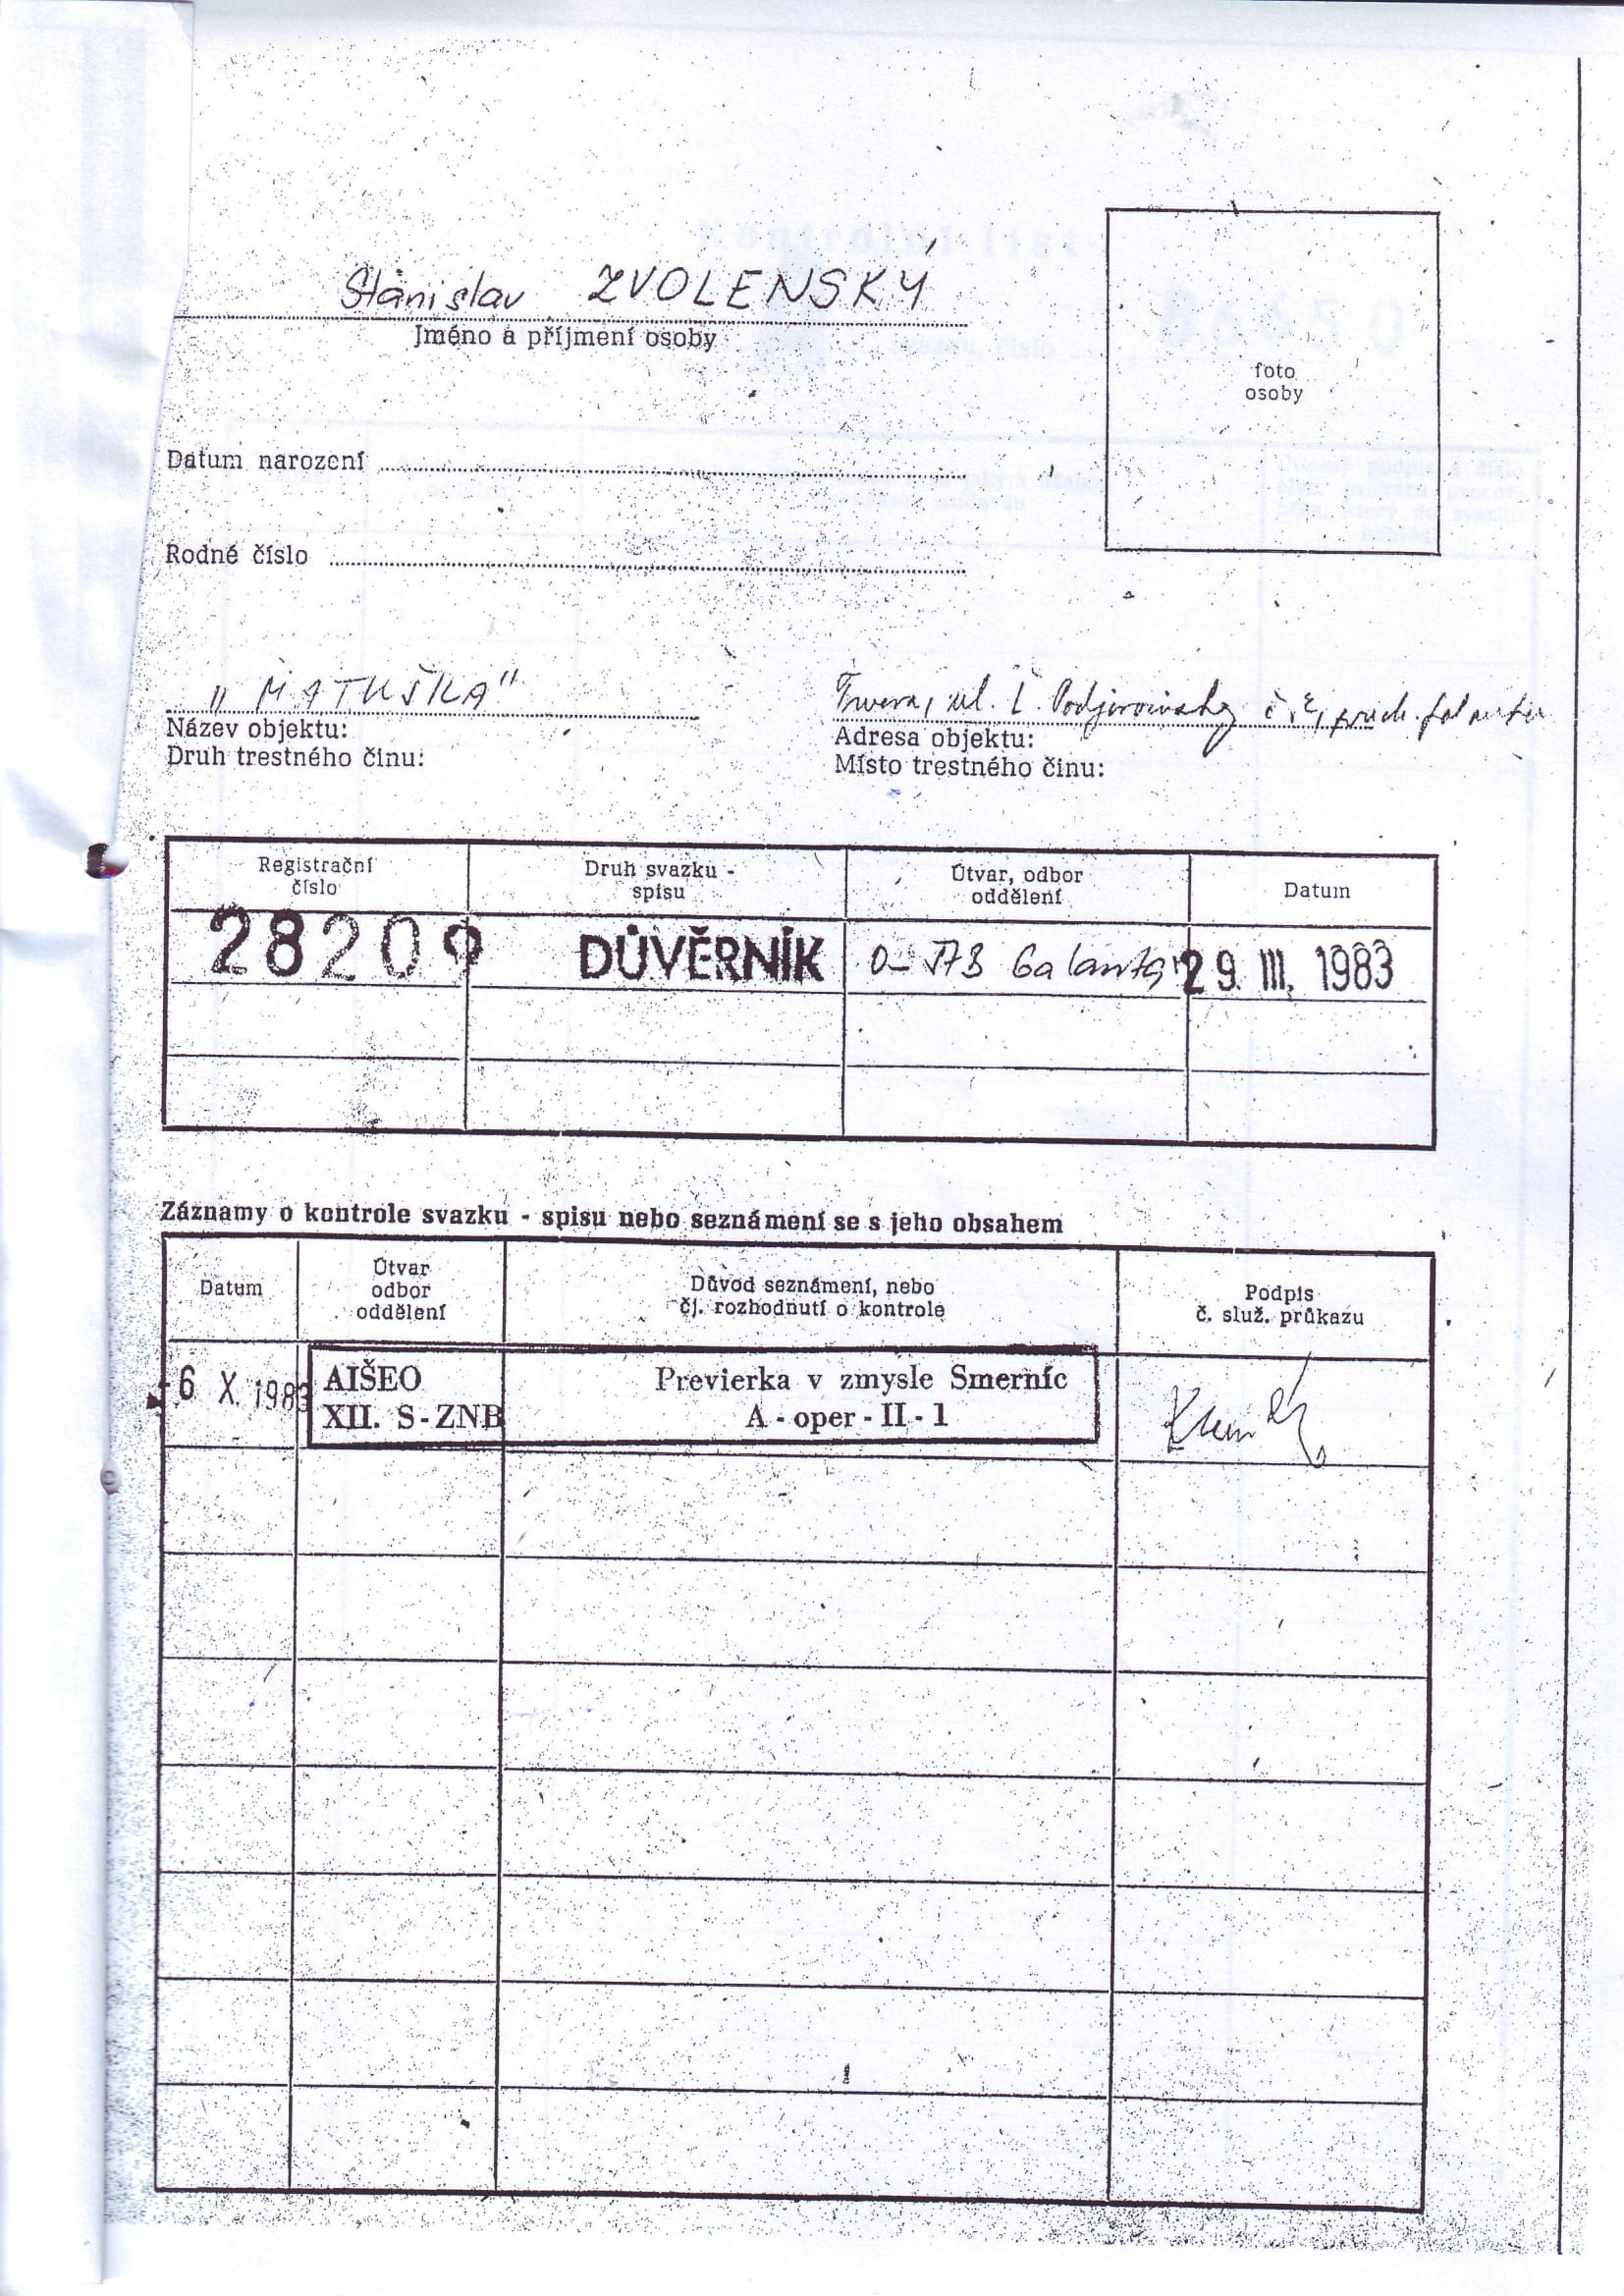 Stanislav ZVOLENSKÝ
Jméno a příjmení osoby
foto
osoby
Datum narození
Rodné číslo
„MATUŠKA"
Název objektu:
Druh trestného činu:
ul. Ľ. Podjavorinskej č.
Adresa objektu:
Místo trestného činu:
Registrační
číslo
Druh svazku -
spisu
Útvar, odbor
oddělení
Datum
28209
DŮVĚRNÍK
O-ŠTB Galanta
29. III. 1983
Záznamy o kontrole svazku - spisu nebo seznámení se s jeho obsahem
Datum
Útvar
odbor
oddělení
Důvod seznámení, nebo
čj. rozhodnutí o kontrole
Podpis
č. služ. průkazu
6 X. 1983
AIŠEO
XII. S-ZNB
Previerka v zmysle Smerníc
A - oper - II - 1